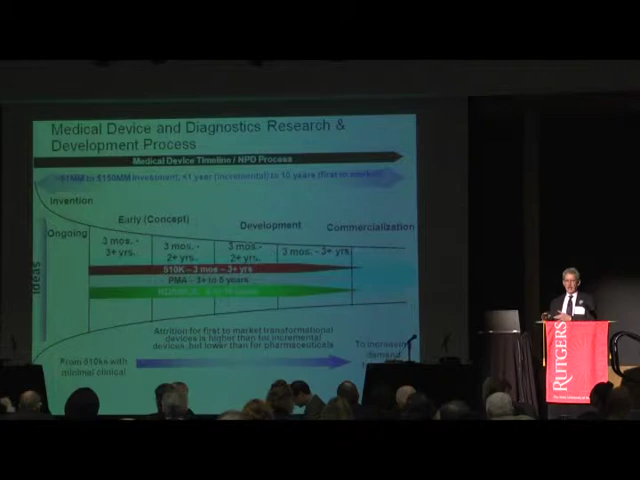 Medical Device and Diagnostics Research &
Development Process
Medical Device Timeline / NPD Process
to $150MM investment, <1 year (incremental) to 10 years (first to market)
Invention
Early (Concept)
Development
Commercialization
Ongoing
3 mos. -
3+ yrs.
3 mos. -
2+ yrs.
3 mos. -
2+ yrs.
3 mos. - 3+ yrs.
Ideas
510K - 3 mos - 3+ yrs
PMA - 3+ to 5 years
Attrition for first to market transformational
devices is higher than for incremental
devices, but lower than for pharmaceuticals
From 510ks with
minimal clinical
To increased
demand
RUTGERS